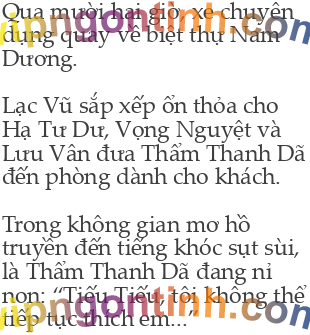 Qua mười hai giờ, xe chuyên
dụng quay về biệt thự Nam
Dương.
Lạc Vũ sắp xếp ổn thỏa cho
Hạ Tư Dư, Vọng Nguyệt và
Lưu Vân đưa Thẩm Thanh Dã
đến phòng dành cho khách.
Trong không gian mơ hồ
truyền đến tiếng khóc sụt sùi,
là Thẩm Thanh Dã đang nỉ
non: “Tiếu Tiếu, tôi không thể
tiếp tục thích em...”